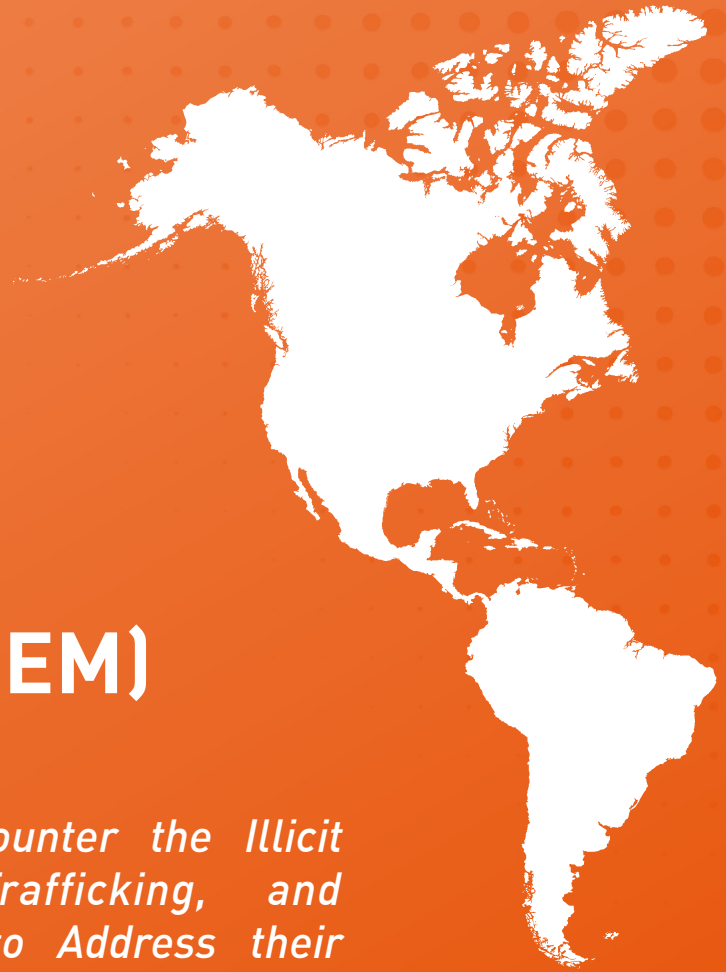 EM)
ounter the Illicit
rafficking, and
o Address their